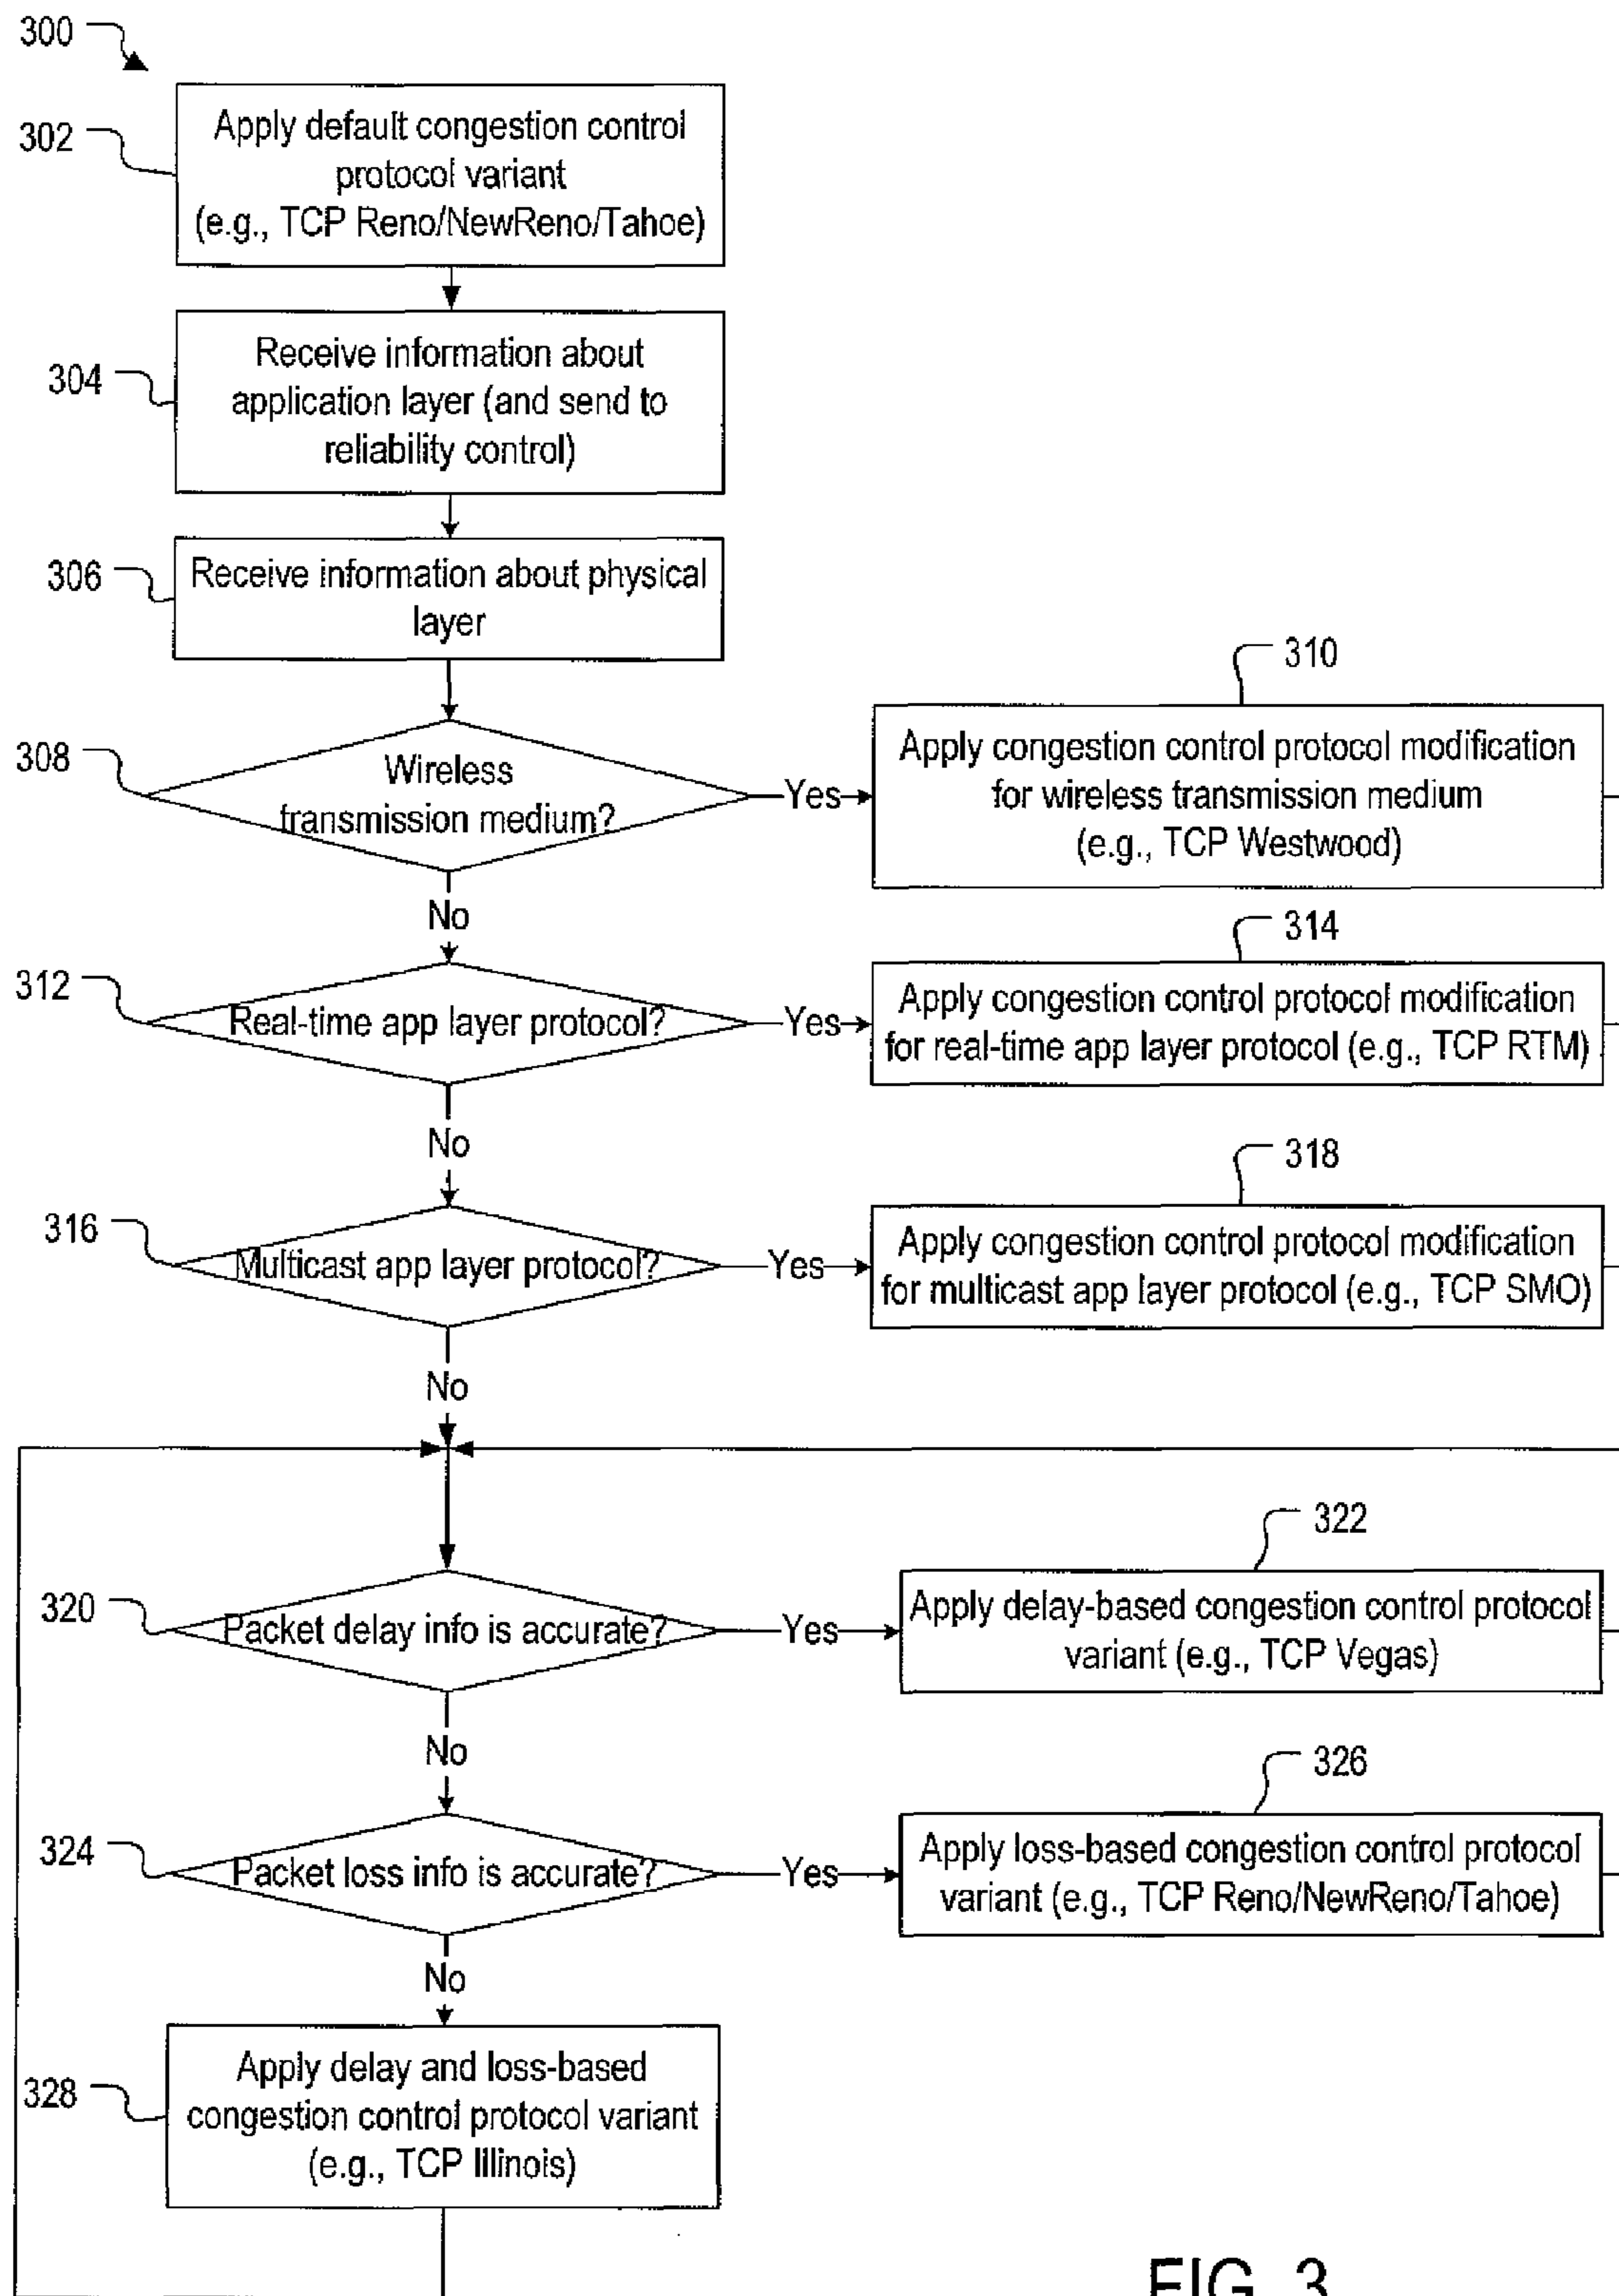 300
302
Apply default congestion control
protocol variant
(e.g., TCP Reno/NewReno/Tahoe)
304
Receive information about
application layer (and send to
reliability control)
306
Receive information about physical
layer
308
Wireless
transmission medium?
Yes
310
Apply congestion control protocol modification
for wireless transmission medium
(e.g., TCP Westwood)
No
312
Real-time app layer protocol?
Yes
314
Apply congestion control protocol modification
for real-time app layer protocol (e.g., TCP RTM)
No
316
Multicast app layer protocol?
Yes
318
Apply congestion control protocol modification
for multicast app layer protocol (e.g., TCP SMO)
No
320
Packet delay info is accurate?
Yes
322
Apply delay-based congestion control protocol
variant (e.g., TCP Vegas)
No
324
Packet loss info is accurate?
Yes
326
Apply loss-based congestion control protocol
variant (e.g., TCP Reno/NewReno/Tahoe)
No
328
Apply delay and loss-based
congestion control protocol variant
(e.g., TCP Illinois)
FIG. 3